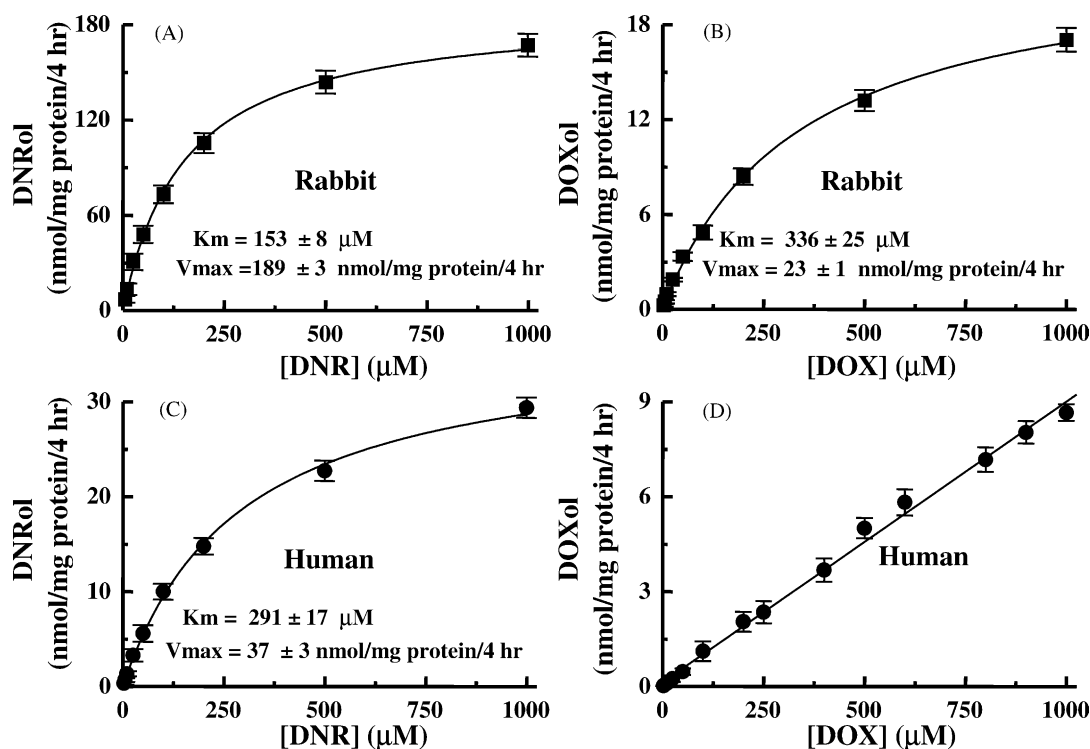 (A)
DNRol
(nmol/mg protein/4 hr)
180
120
60
0
Rabbit
Km = 153 ± 8 μM
Vmax =189 ± 3 nmol/mg protein/4 hr
0 250 500 750 1000
[DNR] (μM)
(B)
DOXol
(nmol/mg protein/4 hr)
18
12
6
0
Rabbit
Km = 336 ± 25 μM
Vmax = 23 ± 1 nmol/mg protein/4 hr
0 250 500 750 1000
[DOX] (μM)
(C)
DNRol
(nmol/mg protein/4 hr)
30
20
10
0
Human
Km = 291 ± 17 μM
Vmax = 37 ± 3 nmol/mg protein/4 hr
0 250 500 750 1000
[DNR] (μM)
(D)
DOXol
(nmol/mg protein/4 hr)
9
6
3
0
Human
0 250 500 750 1000
[DOX] (μM)